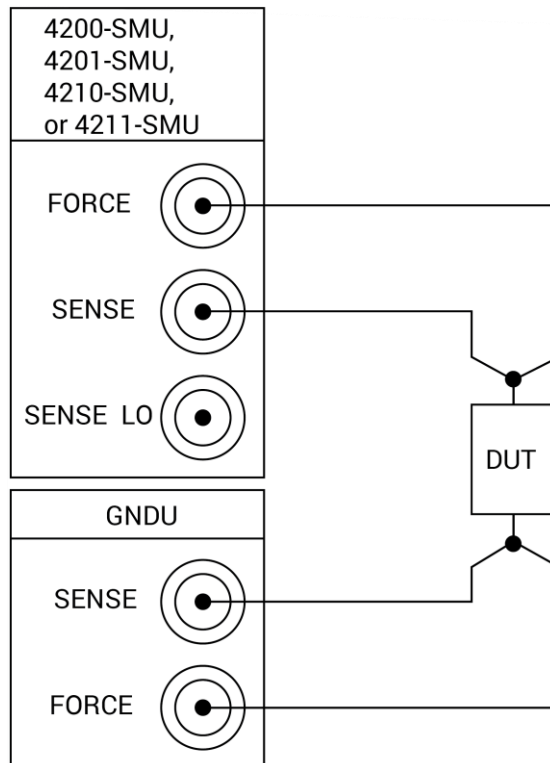 4200-SMU,
4201-SMU,
4210-SMU,
or 4211-SMU
FORCE
SENSE
SENSE LO
DUT
GNDU
SENSE
FORCE